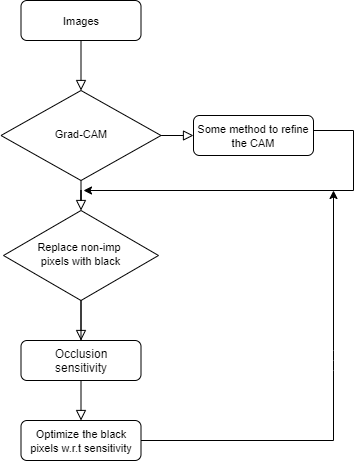 Images
Grad-CAM
Some method to refine
the CAM
Replace non-imp
pixels with black
Occlusion
sensitivity
Optimize the black
pixels w.r.t sensitivity